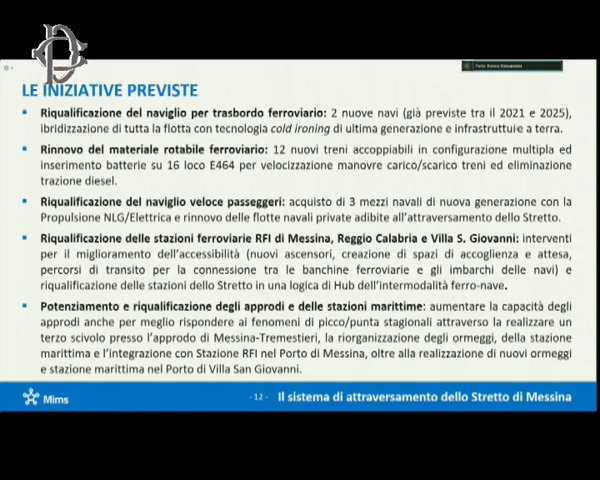 LE INIZIATIVE PREVISTE
▪ Riqualificazione del naviglio per trasbordo ferroviario: 2 nuove navi (già previste tra il 2021 e 2025),
ibridizzazione di tutta la flotta con tecnologia cold ironing di ultima generazione e infrastrutture a terra.
▪ Rinnovo del materiale rotabile ferroviario: 12 nuovi treni accoppiabili in configurazione multipla ed
inserimento batterie su 16 loco E464 per velocizzazione manovre carico/scarico treni ed eliminazione
trazione diesel.
▪ Riqualificazione del naviglio veloce passeggeri: acquisto di 3 mezzi navali di nuova generazione con la
Propulsione NLG/Elettrica e rinnovo delle flotte navali private adibite all'attraversamento dello Stretto.
▪ Riqualificazione delle stazioni ferroviarie RFI di Messina, Reggio Calabria e Villa S. Giovanni: interventi
per il miglioramento dell'accessibilità (nuovi ascensori, creazione di spazi di accoglienza e attesa,
percorsi di transito per la connessione tra le banchine ferroviarie e gli imbarchi delle navi) e
riqualificazione delle stazioni dello Stretto in una logica di Hub dell'intermodalità ferro-nave.
▪ Potenziamento e riqualificazione degli approdi e delle stazioni marittime: aumentare la capacità degli
approdi anche per meglio rispondere ai fenomeni di picco/punta stagionali attraverso la realizzare un
terzo scivolo presso l'approdo di Messina-Tremestieri, la riorganizzazione degli ormeggi, della stazione
marittima e l'integrazione con Stazione RFI nel Porto di Messina, oltre alla realizzazione di nuovi ormeggi
e stazione marittima nel Porto di Villa San Giovanni.
Mims - 12 - Il sistema di attraversamento dello Stretto di Messina